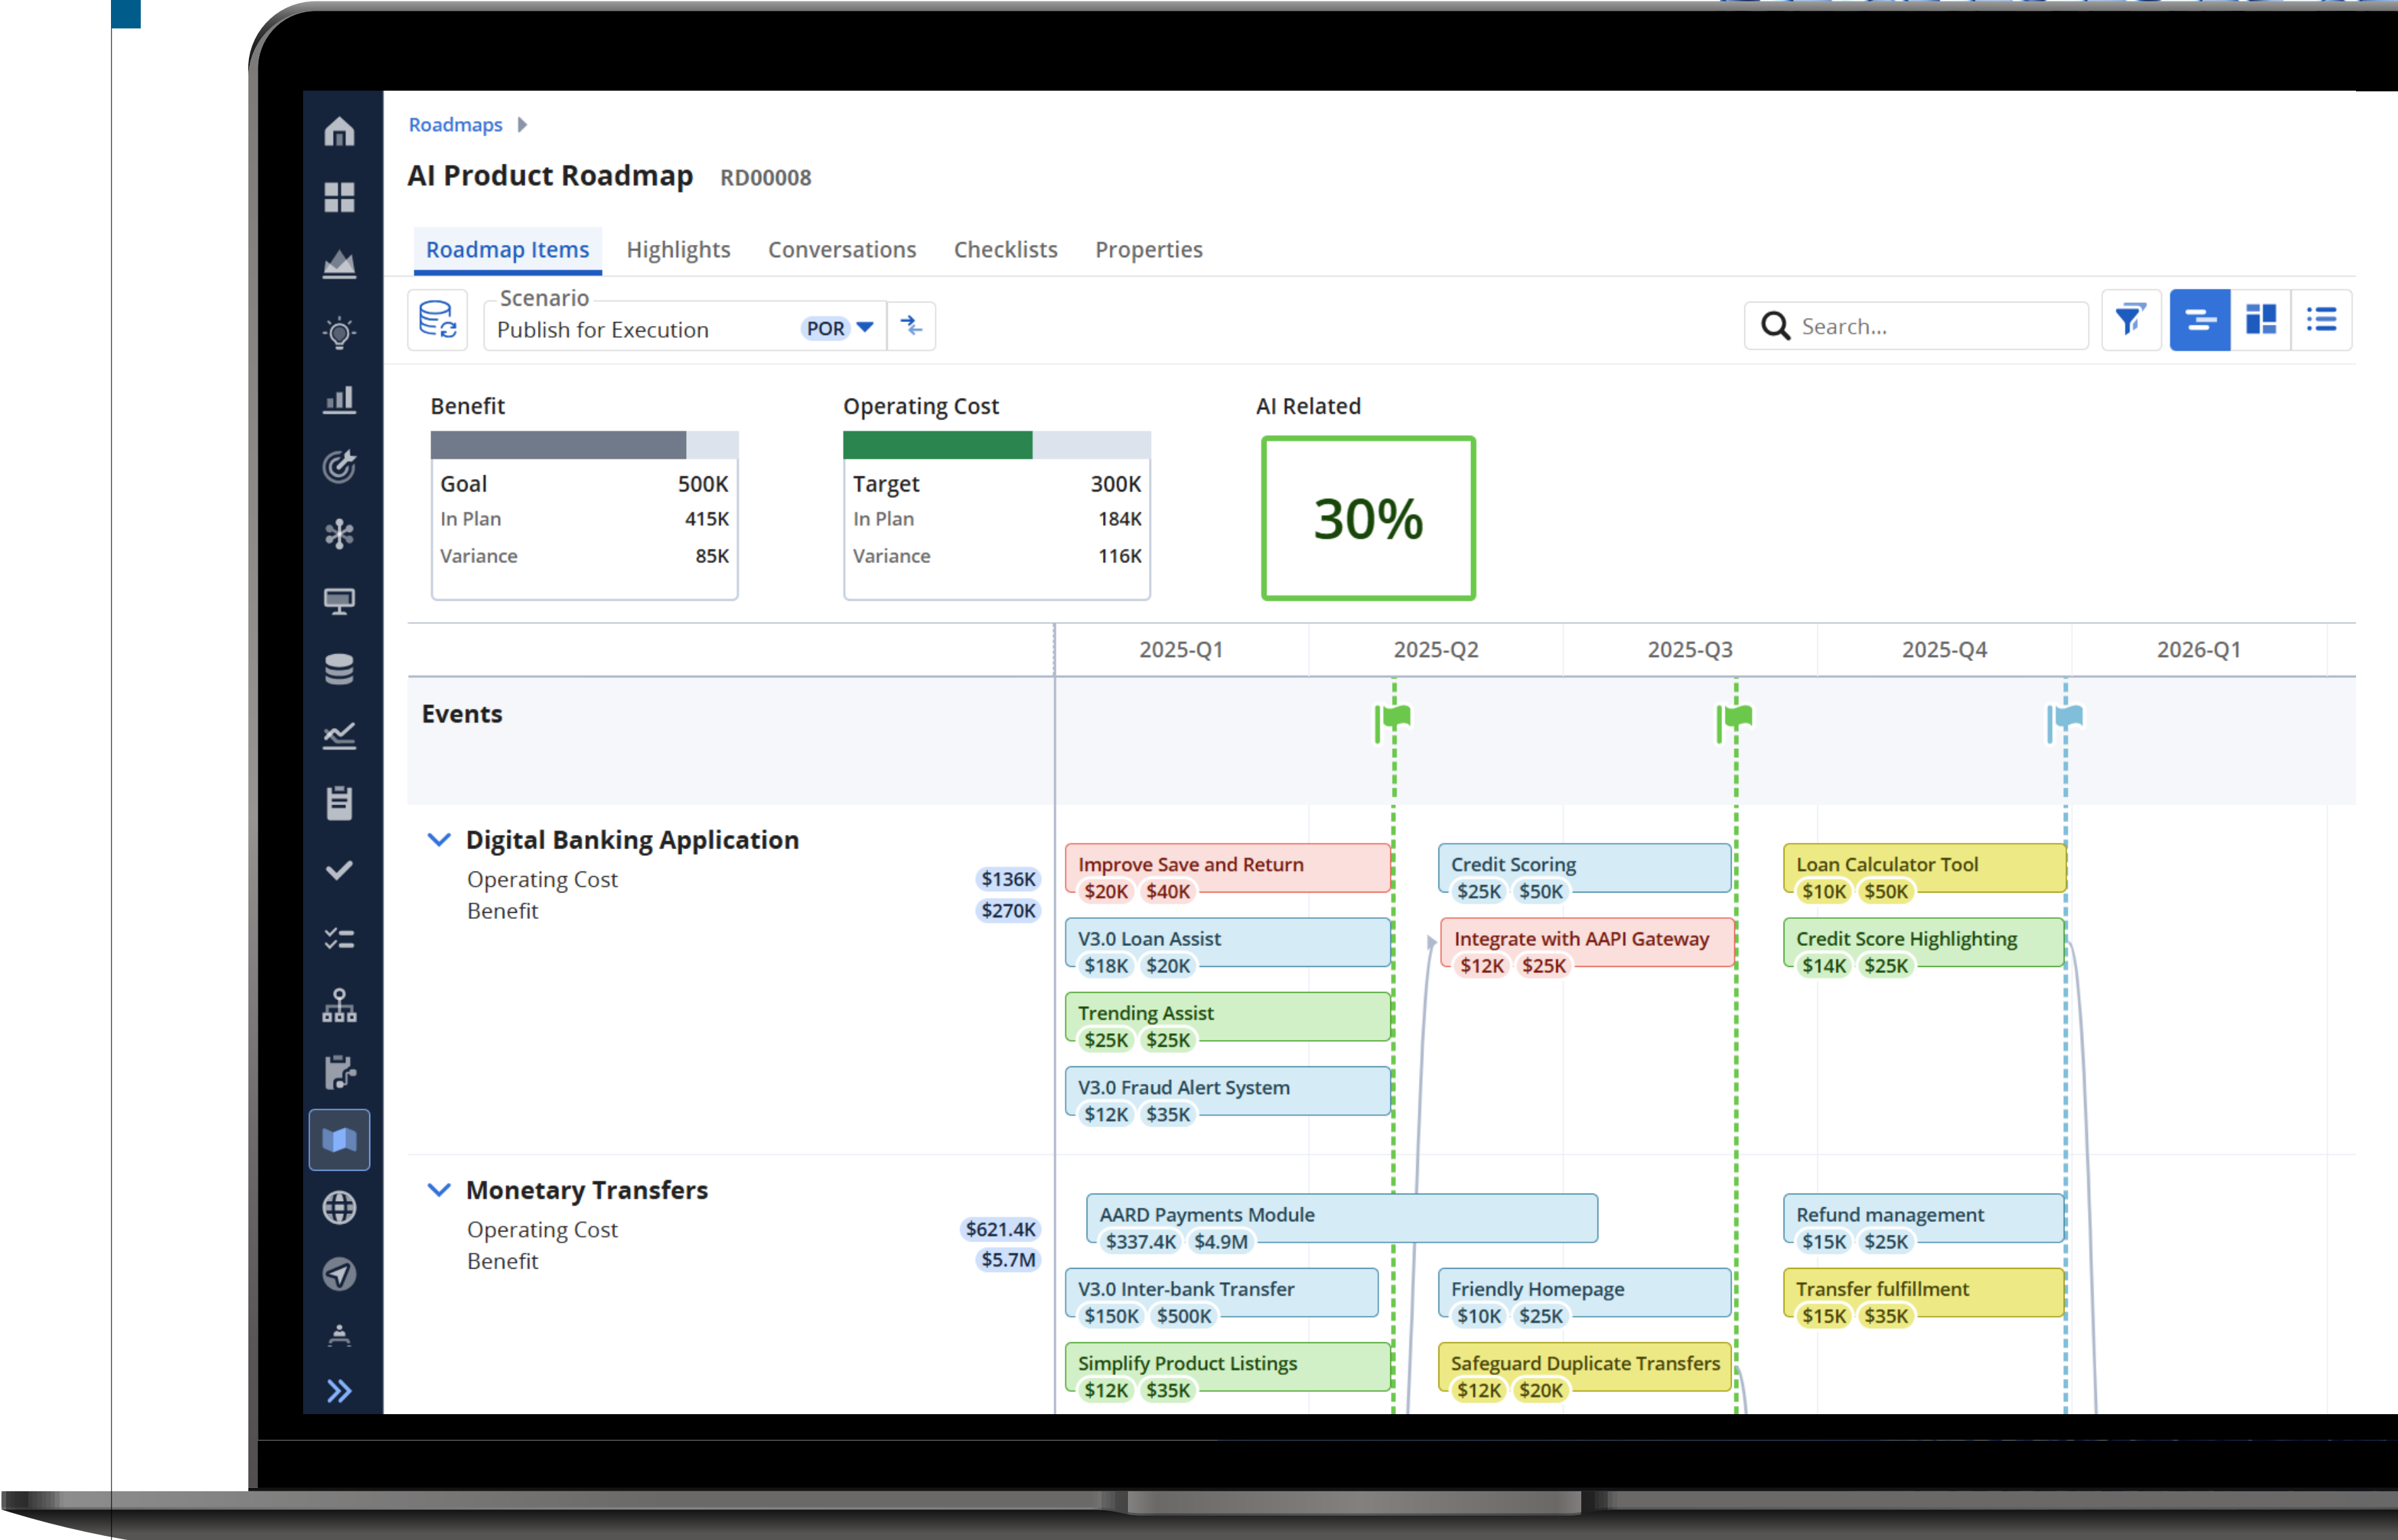 Roadmaps
AI Product Roadmap RD00008
Roadmap Items Highlights Conversations Checklists Properties
Scenario
Publish for Execution POR
Search...
Benefit Operating Cost AI Related
Goal 500K Target 300K
In Plan 415K In Plan 184K
30%
Variance 85K Variance 116K
2025-Q1 2025-Q2 2025-Q3 2025-Q4 2026-Q1
Events
Digital Banking Application
Operating Cost $136K
Benefit $270K
Improve Save and Return
$20K $40K
Credit Scoring
$25K $50K
Loan Calculator Tool
$10K $50K
V3.0 Loan Assist
$18K $20K
Integrate with AAPI Gateway
$12K $25K
Credit Score Highlighting
$14K $25K
Trending Assist
$25K $25K
V3.0 Fraud Alert System
$12K $35K
Monetary Transfers
Operating Cost $621.4K
Benefit $5.7M
AARD Payments Module
$337.4K $4.9M
Refund management
$15K $25K
V3.0 Inter-bank Transfer
$150K $500K
Friendly Homepage
$10K $25K
Transfer fulfillment
$15K $35K
Simplify Product Listings
$12K $35K
Safeguard Duplicate Transfers
$12K $20K